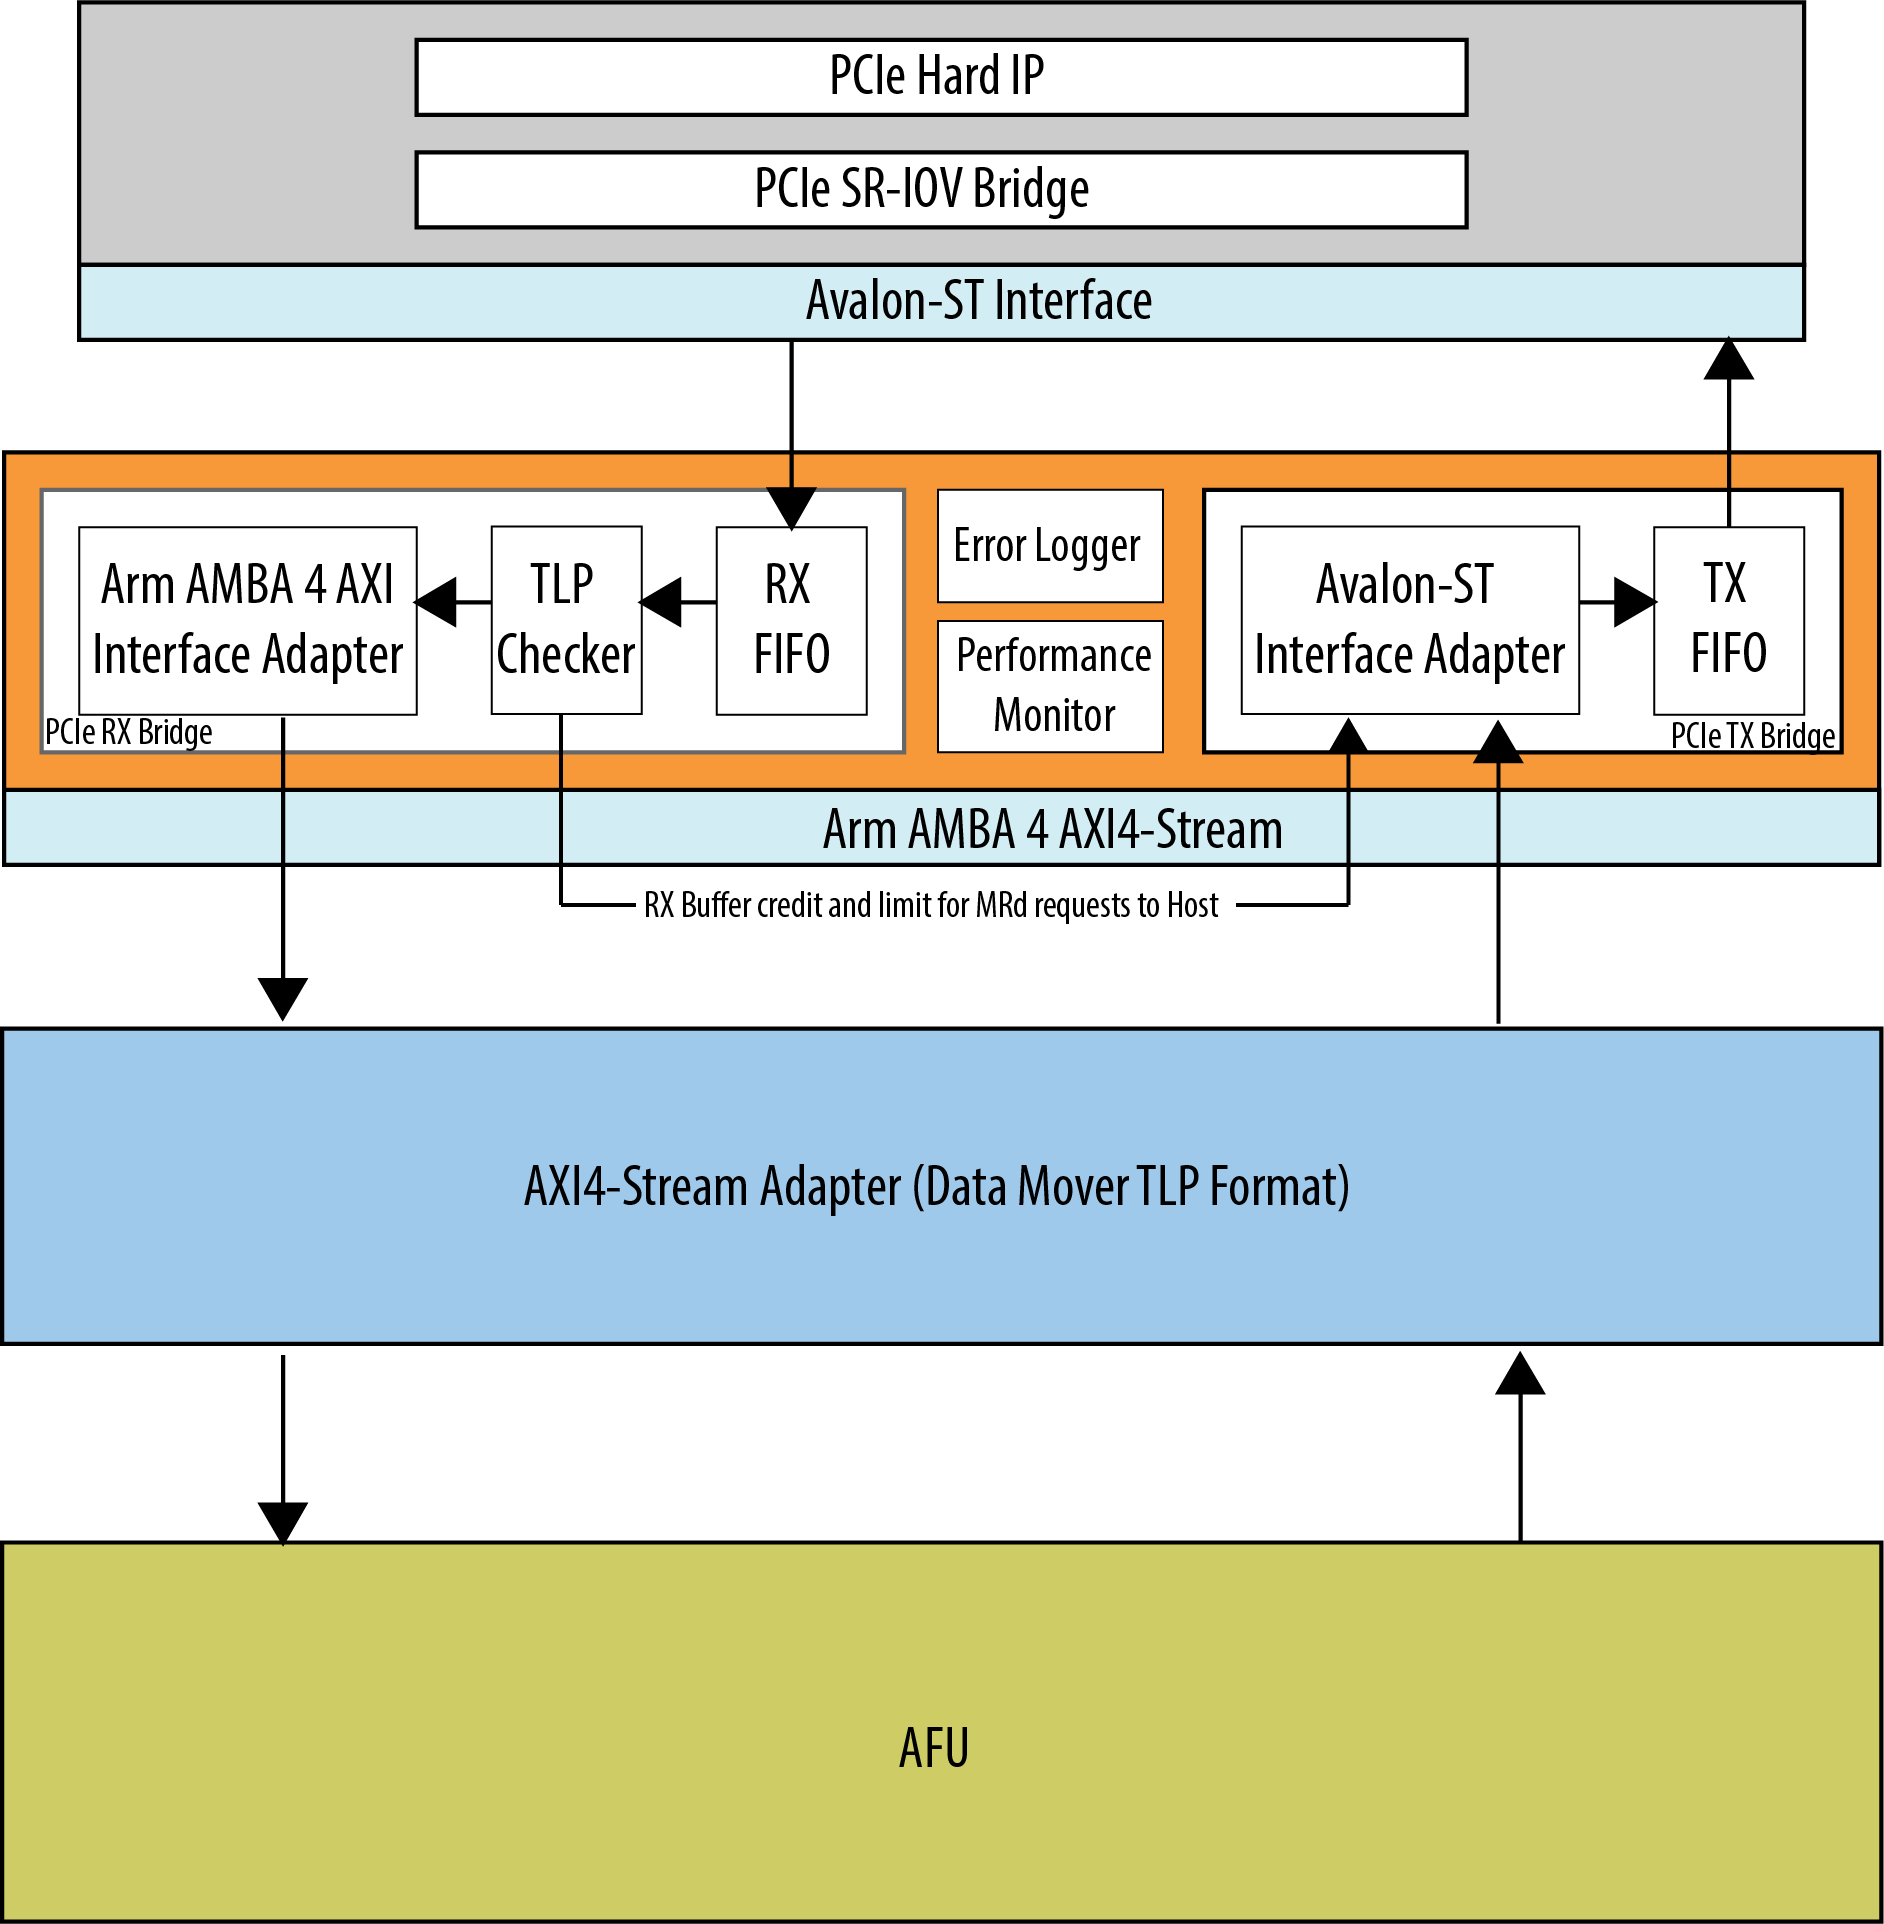 PCIe Hard IP
PCIe SR-IOV Bridge
Avalon-ST Interface
Arm AMBA 4 AXI
Interface Adapter
TLP
Checker
RX
FIFO
PCIe RX Bridge
Error Logger
Performance
Monitor
Avalon-ST
Interface Adapter
TX
FIFO
PCIe TX Bridge
Arm AMBA 4 AXI4-Stream
RX Buffer credit and limit for MRd requests to Host
AXI4-Stream Adapter (Data Mover TLP Format)
AFU